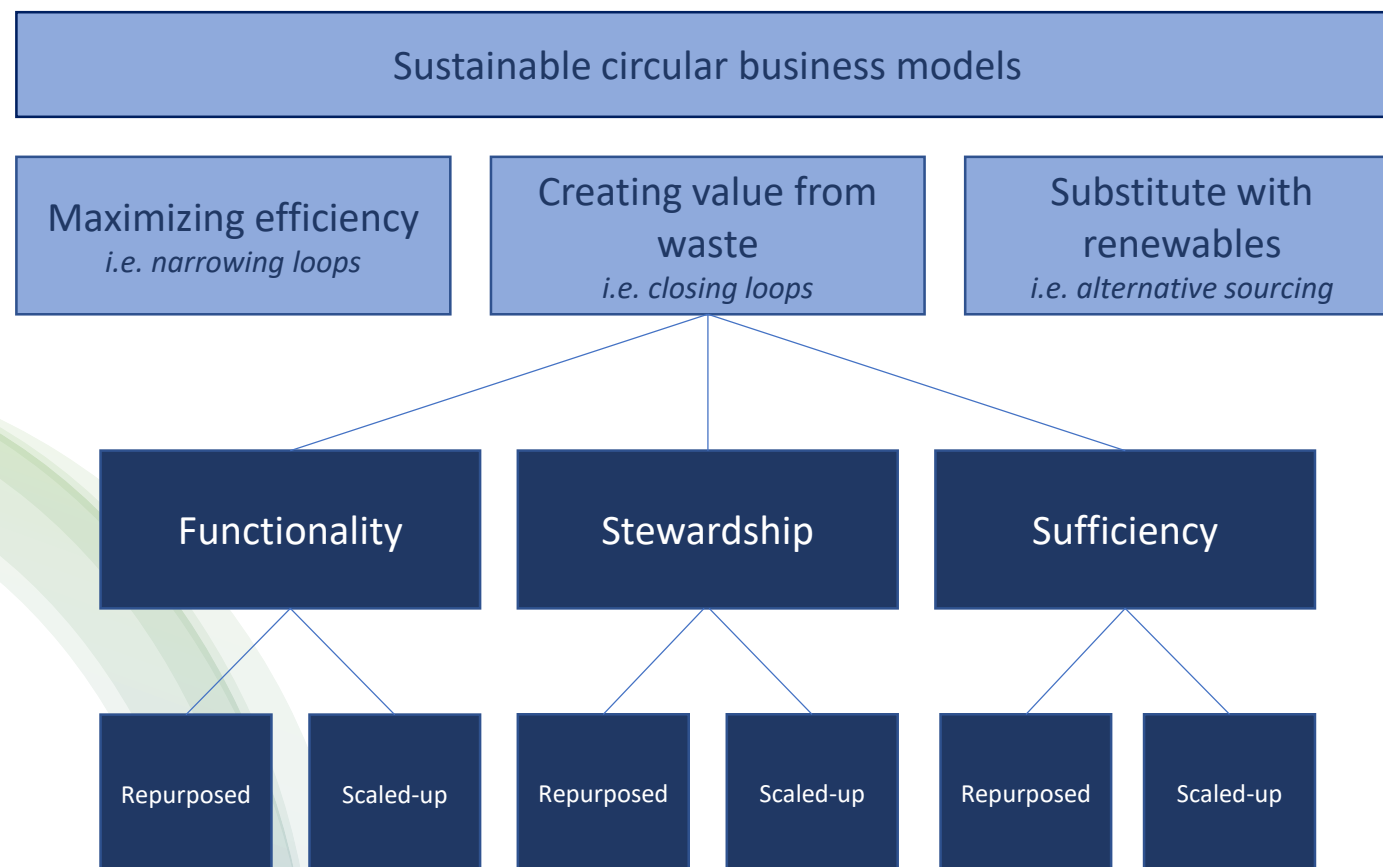 Sustainable circular business models
Maximizing efficiency
i.e. narrowing loops
Creating value from
waste
i.e. closing loops
Substitute with
renewables
i.e. alternative sourcing
Functionality
Stewardship
Sufficiency
Repurposed
Scaled-up
Repurposed
Scaled-up
Repurposed
Scaled-up